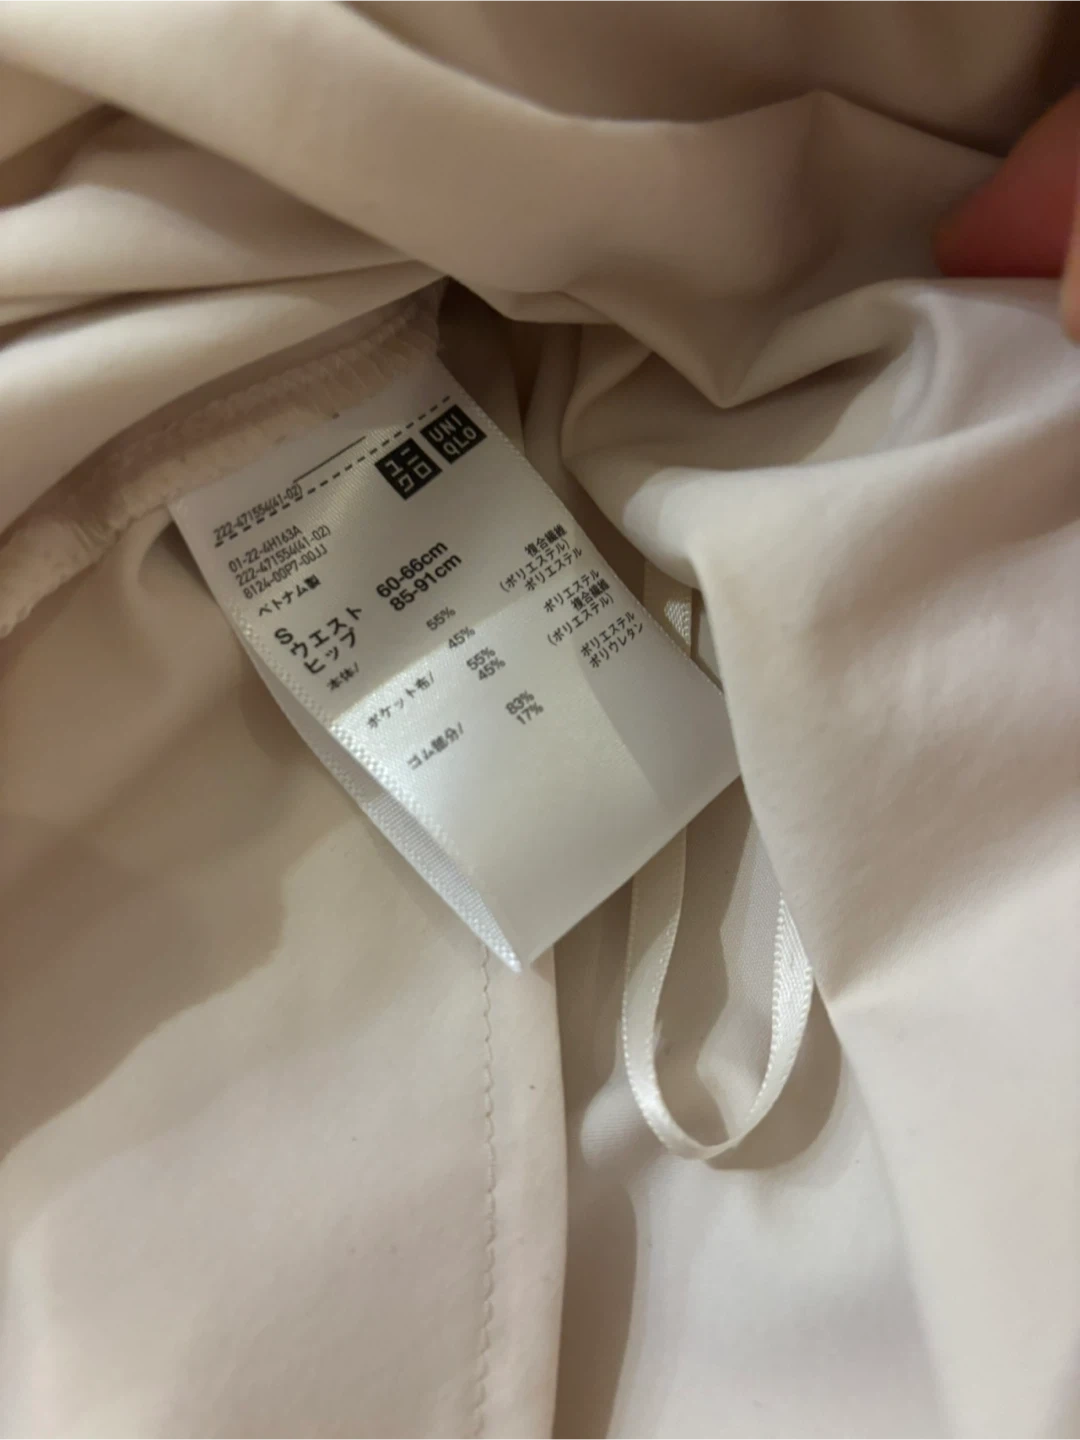 ユニクロ
UNI
QLO
222-471554(41-02)
01-22-4H163A
222-471554(41-02)
6124-00P7-00JJ
ベトナム製
S
ウエスト 60-66cm
ヒップ 85-91cm
本体/ 55% 複合繊維
(ポリエステル)
45% ポリエステル
ポケット布/ 55% ポリエステル
45% 複合繊維
(ポリエステル)
ゴム部分/ 83% ポリエステル
17% ポリウレタン